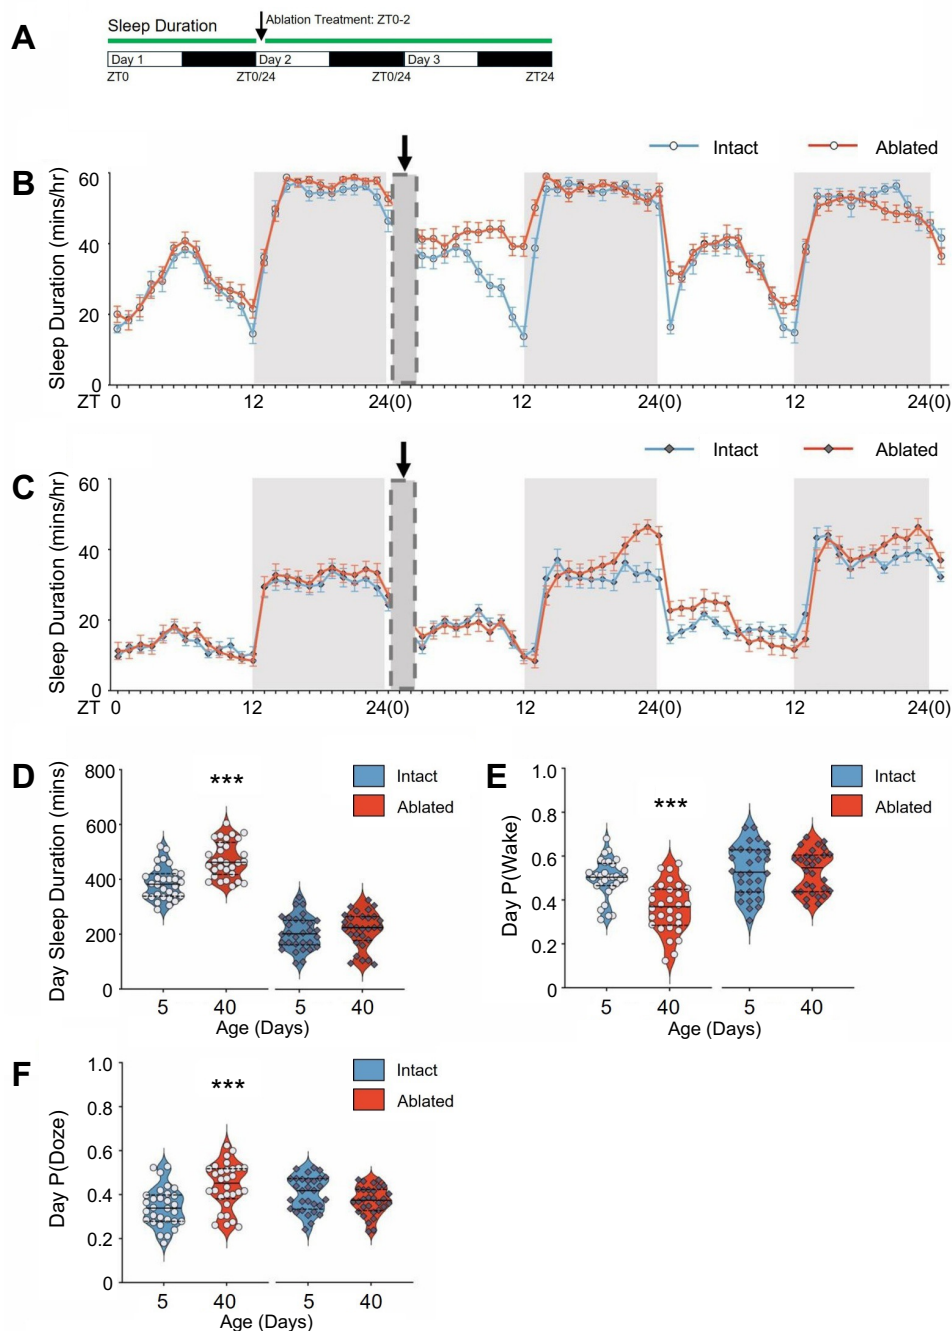 A
Sleep Duration
Ablation Treatment: ZT0-2
Day 1
Day 2
Day 3
ZT0
ZT0/24
ZT0/24
ZT24
Intact
Ablated
B
Sleep Duration (mins/hr)
60
40
20
0
ZT
0
12
24(0)
12
24(0)
12
24(0)
Intact
Ablated
C
Sleep Duration (mins/hr)
60
40
20
0
ZT
0
12
24(0)
12
24(0)
12
24(0)
D
Day Sleep Duration (mins)
800
600
400
200
0
***
Intact
Ablated
5
40
5
40
Age (Days)
E
Day P(Wake)
1.0
0.8
0.6
0.4
0.2
0
***
Intact
Ablated
5
40
5
40
Age (Days)
F
Day P(Doze)
1.0
0.8
0.6
0.4
0.2
0
***
Intact
Ablated
5
40
5
40
Age (Days)